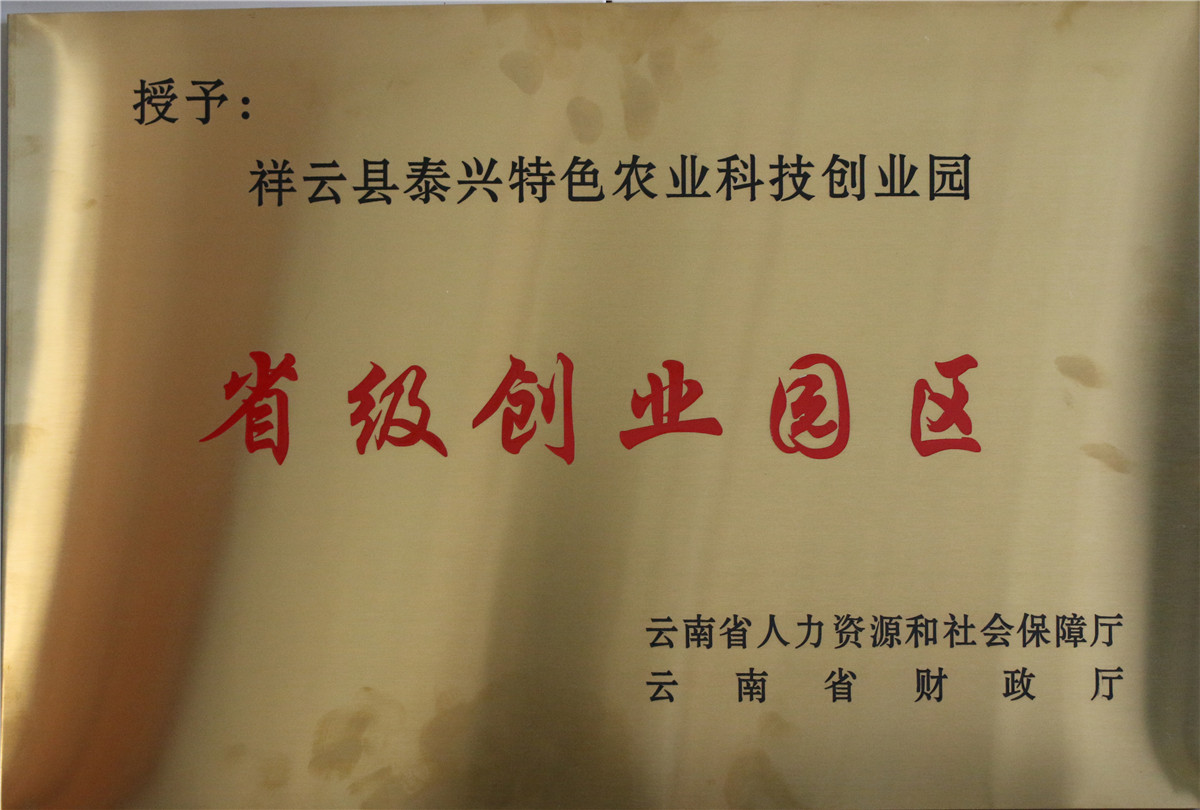 授予：
祥云县泰兴特色农业科技创业园
省级创业园区
云南省人力资源和社会保障厅
云南省财政厅